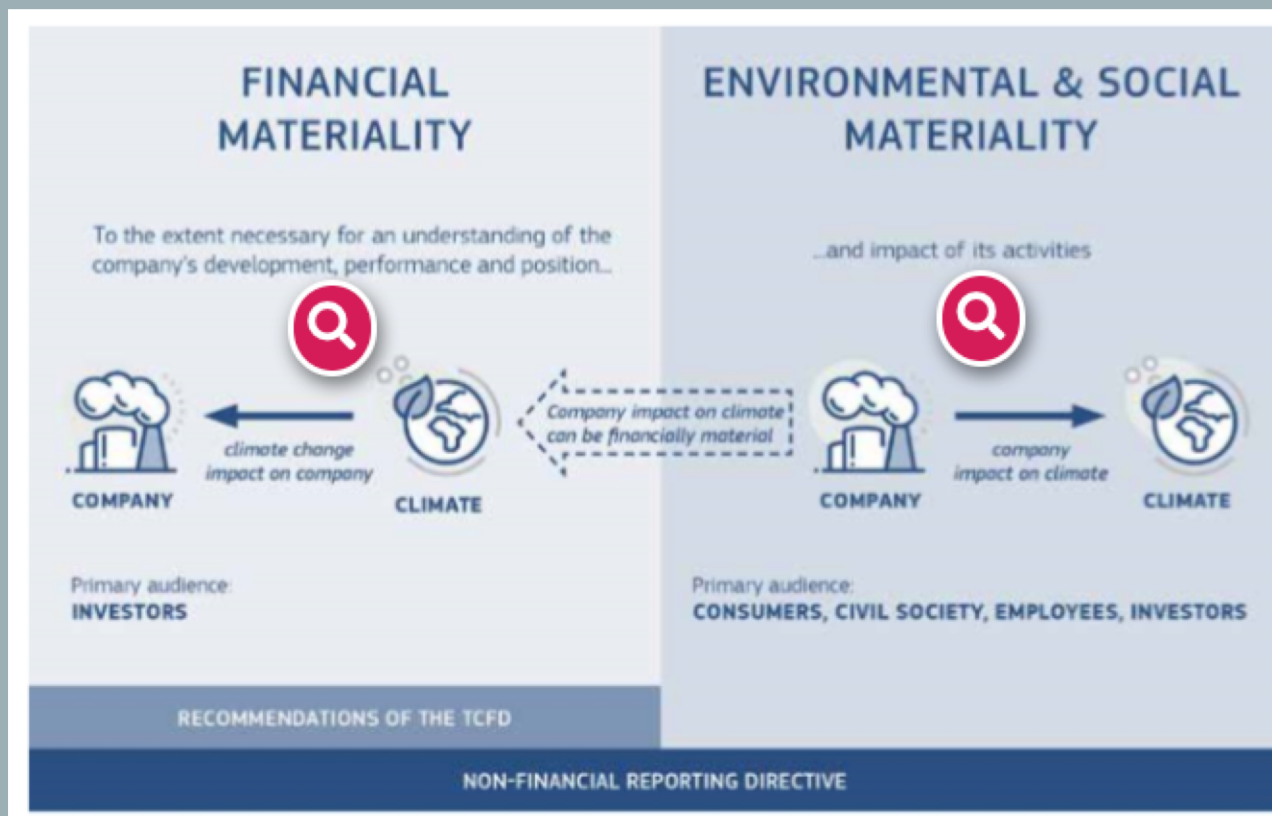 FINANCIAL
MATERIALITY
To the extent necessary for an understanding of the
company's development, performance and position...
climate change
impact on company
COMPANY
CLIMATE
Primary audience:
INVESTORS
RECOMMENDATIONS OF THE TCFD
Company impact on climate
can be financially material
ENVIRONMENTAL & SOCIAL
MATERIALITY
...and impact of its activities
company
impact on climate
COMPANY
CLIMATE
Primary audience:
CONSUMERS, CIVIL SOCIETY, EMPLOYEES, INVESTORS
NON-FINANCIAL REPORTING DIRECTIVE